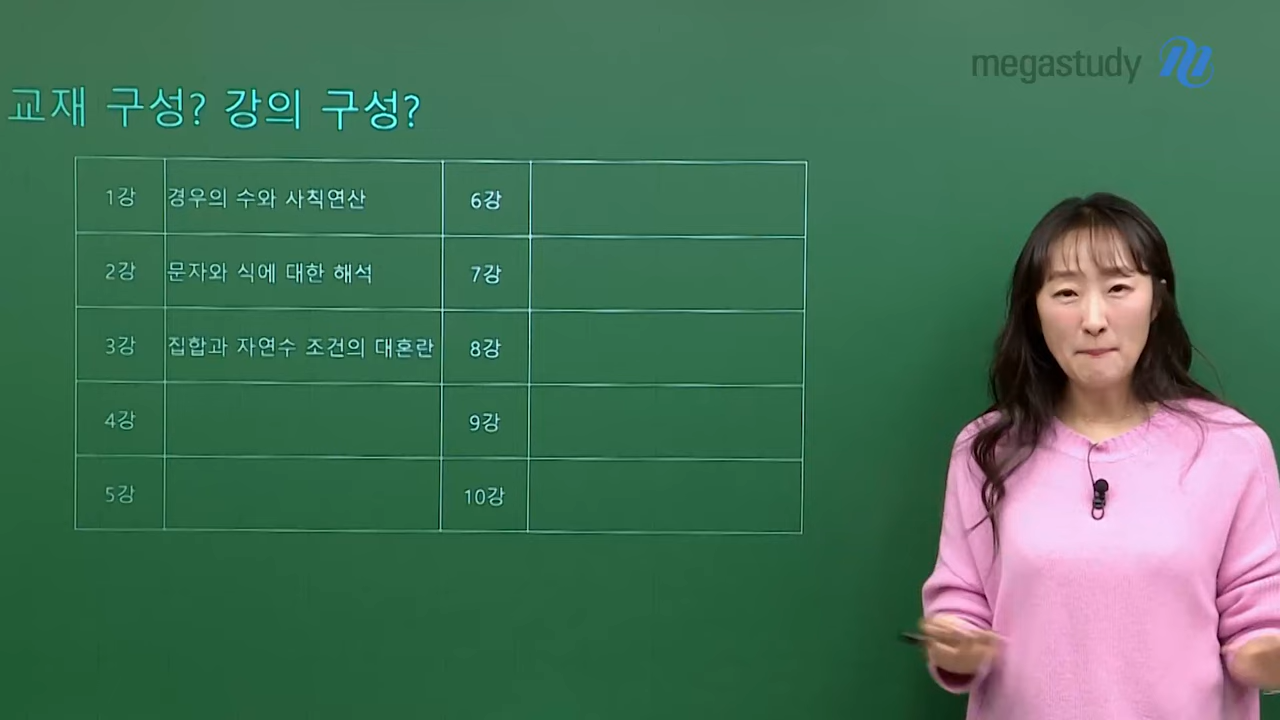 megastudy
교재 구성? 강의 구성?
1강 경우의 수와 사칙연산 6강
2강 문자와 식에 대한 해석 7강
3강 집합과 자연수 조건의 대혼란 8강
4강 9강
5강 10강